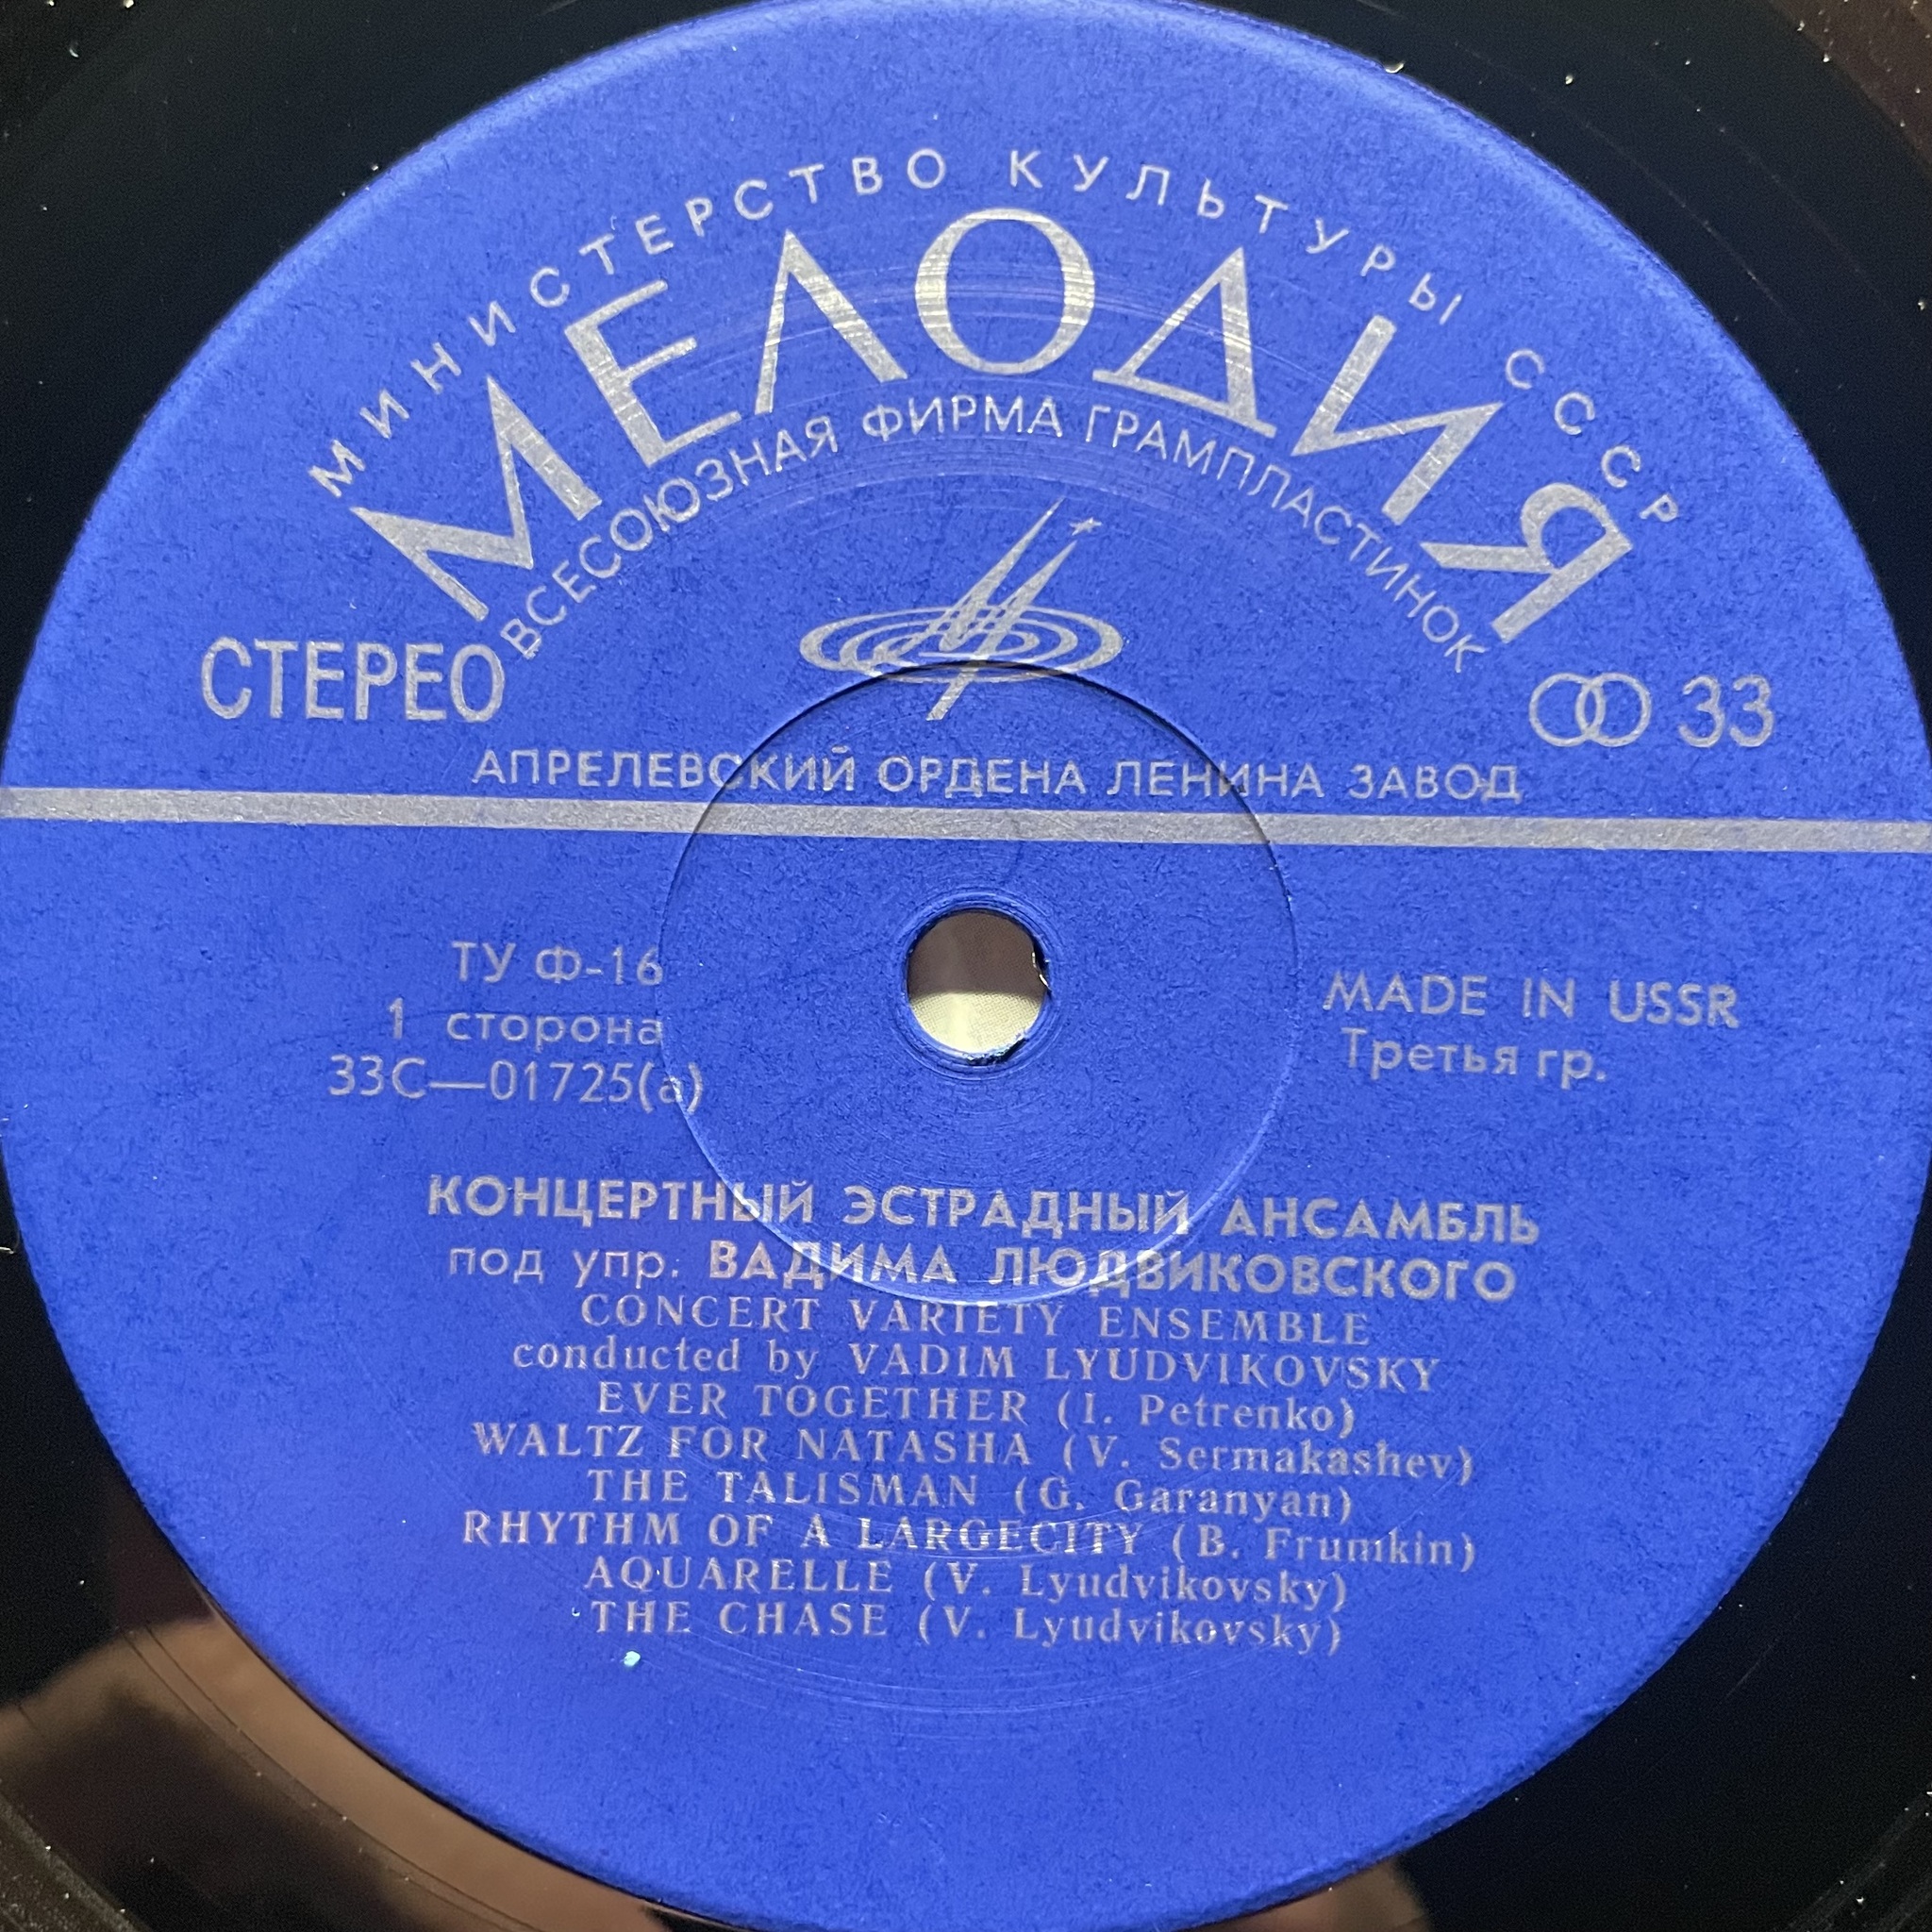 МИНИСТЕРСТВО КУЛЬТУРЫ СССР
МЕЛОДИЯ
ВСЕСОЮЗНАЯ ФИРМА ГРАМПЛАСТИНОК
СТЕРЕО
33
АПРЕЛЕВСКИЙ ОРДЕНА ЛЕНИНА ЗАВОД
ТУ Ф-16
1 сторона
33С—01725(а)
MADE IN USSR
Третья гр.
КОНЦЕРТНЫЙ ЭСТРАДНЫЙ АНСАМБЛЬ
под упр. ВАДИМА ЛЮДВИКОВСКОГО
CONCERT VARIETY ENSEMBLE
conducted by VADIM LYUDVIKOVSKY
EVER TOGETHER (I. Petrenko)
WALTZ FOR NATASHA (V. Sermakashev)
THE TALISMAN (G. Garanyan)
RHYTHM OF A LARGECITY (B. Frumkin)
AQUARELLE (V. Lyudvikovsky)
THE CHASE (V. Lyudvikovsky)